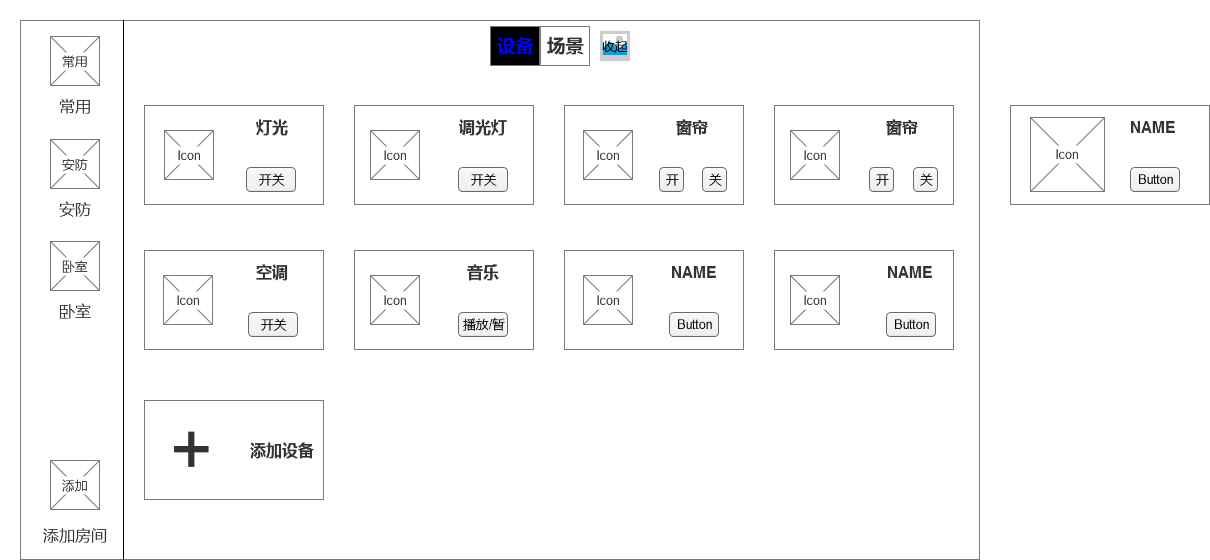 设备
场景
收起
常用
常用
安防
安防
卧室
卧室
添加
添加房间
灯光
Icon
开关
调光灯
Icon
开关
窗帘
Icon
开
关
窗帘
Icon
开
关
NAME
Icon
Button
空调
Icon
开关
音乐
Icon
播放/暂
NAME
Icon
Button
NAME
Icon
Button
添加设备